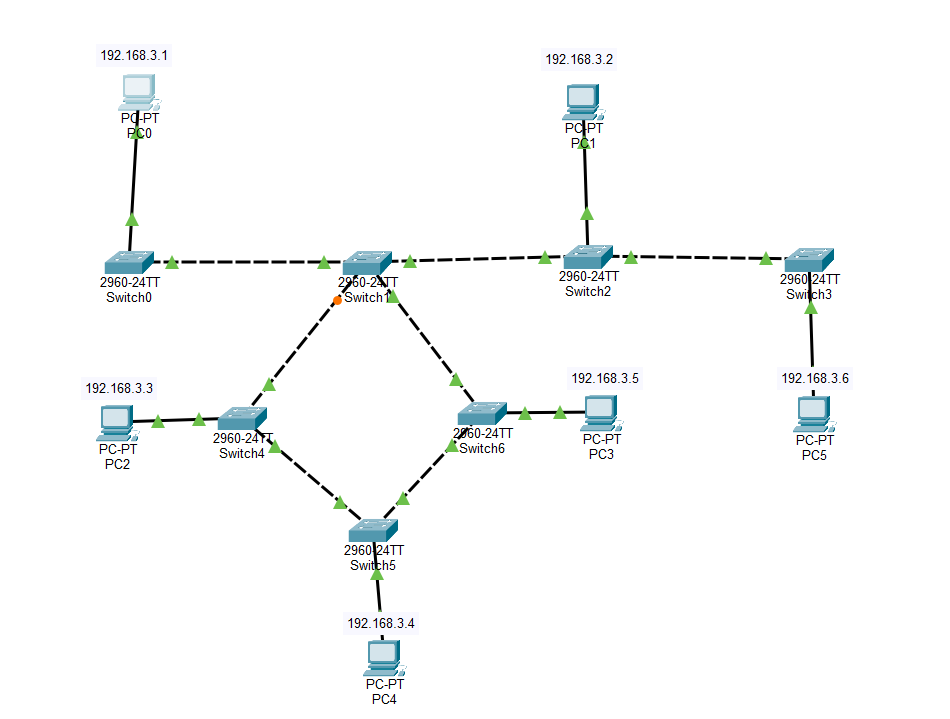 192.168.3.1
PC-PT
PC0
192.168.3.2
PC-PT
PC1
2960-24TT
Switch0
2960-24TT
Switch1
2960-24TT
Switch2
2960-24TT
Switch3
192.168.3.3
PC-PT
PC2
2960-24TT
Switch4
2960-24TT
Switch6
192.168.3.5
PC-PT
PC3
192.168.3.6
PC-PT
PC5
2960-24TT
Switch5
192.168.3.4
PC-PT
PC4